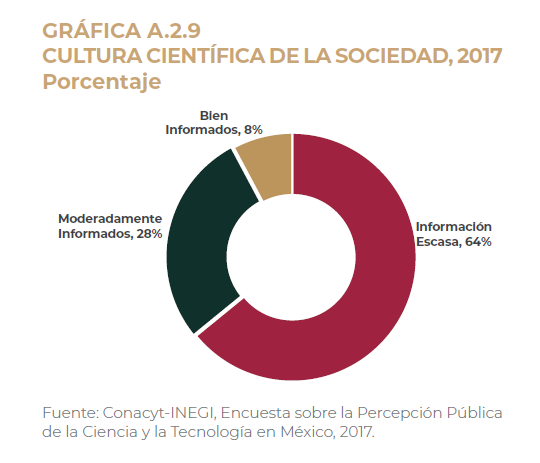 GRÁFICA A.2.9
CULTURA CIENTÍFICA DE LA SOCIEDAD, 2017
Porcentaje
Bien
Informados, 8%
Moderadamente
Informados, 28%
Información
Escasa, 64%
Fuente: Conacyt-INEGI, Encuesta sobre la Percepción Pública
de la Ciencia y la Tecnología en México, 2017.